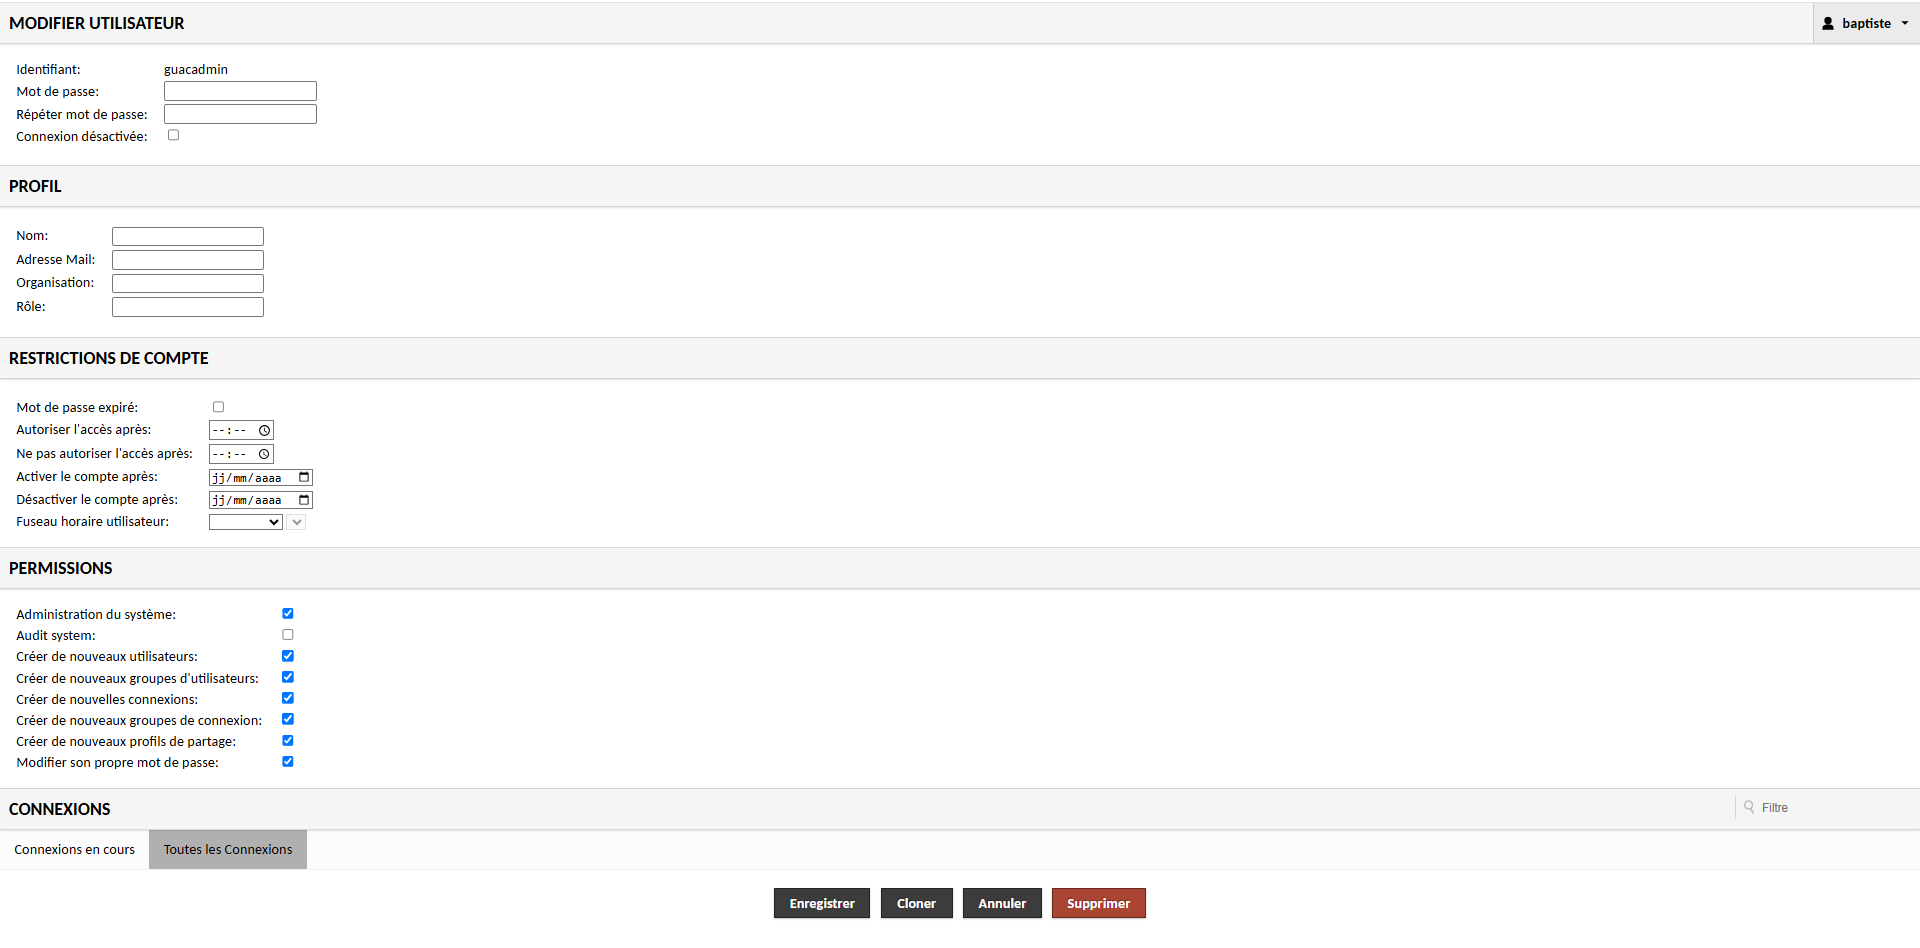 MODIFIER UTILISATEUR
baptiste
Identifiant: guacadmin
Mot de passe:
Répéter mot de passe:
Connexion désactivée:
PROFIL
Nom:
Adresse Mail:
Organisation:
Rôle:
RESTRICTIONS DE COMPTE
Mot de passe expiré:
Autoriser l'accès après: --:--
Ne pas autoriser l'accès après: --:--
Activer le compte après: jj/mm/aaaa
Désactiver le compte après: jj/mm/aaaa
Fuseau horaire utilisateur:
PERMISSIONS
Administration du système:
Audit system:
Créer de nouveaux utilisateurs:
Créer de nouveaux groupes d'utilisateurs:
Créer de nouvelles connexions:
Créer de nouveaux groupes de connexion:
Créer de nouveaux profils de partage:
Modifier son propre mot de passe:
CONNEXIONS
Filtre
Connexions en cours Toutes les Connexions
Enregistrer Cloner Annuler Supprimer